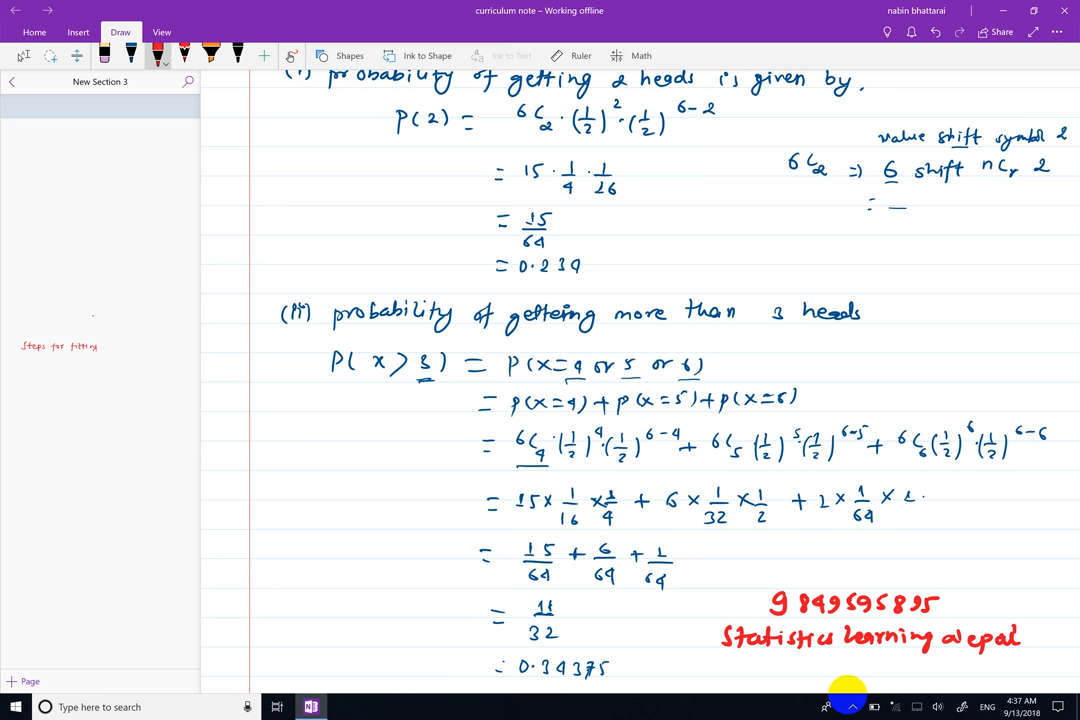 curriculum note – Working offline
nabin bhattarai
Home Insert Draw View
Share
Shapes Ink to Shape Ink to Text Ruler Math
New Section 3
Steps for fitting
(i) probability of getting 2 heads is given by,
P(2) = 6C2 · (1/2)^2 · (1/2)^6-2
= 15 · 1/4 · 1/16
= 15/64
= 0.234
value shift symbol 2
6C2 => 6 shift nCr 2
= _
(iii) probability of gettering more than 3 heads
P( x > 3 ) = P(x=4 or 5 or 6)
= P(x=4) + P(x=5) + P(x=6)
= 6C4 · (1/2)^4 · (1/2)^6-4 + 6C5 (1/2)^5 · (1/2)^6-5 + 6C6 (1/2)^6 · (1/2)^6-6
= 15 × 1/16 × 1/4 + 6 × 1/32 × 1/2 + 1 × 1/64 × 1.
= 15/64 + 6/64 + 1/64
= 11/32
= 0.34375
9849595895
Statistics learning nepal
+ Page
Type here to search
ENG
4:37 AM
9/13/2018